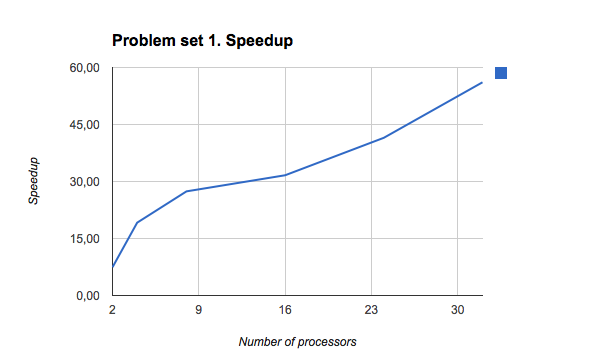 Problem set 1. Speedup
60,00
45,00
30,00
15,00
0,00
Speedup
2 9 16 23 30
Number of processors